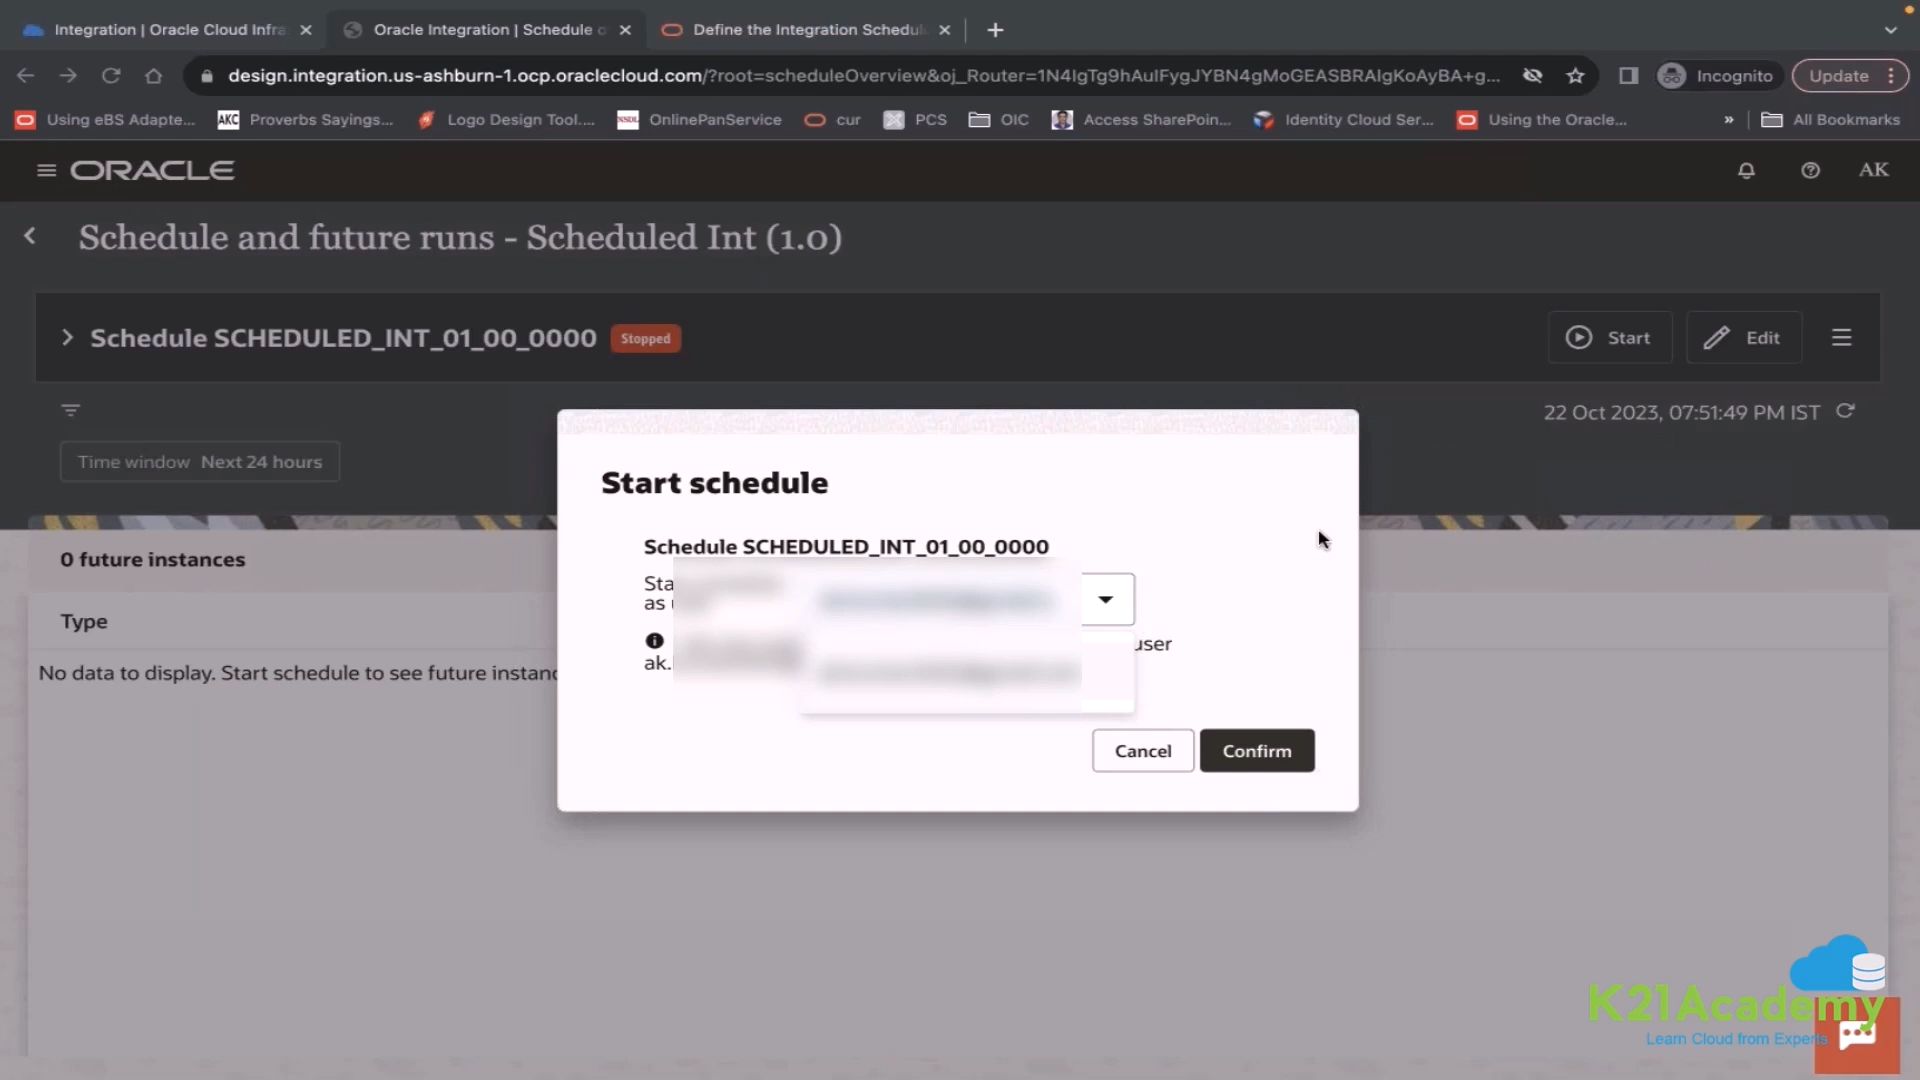 Integration | Oracle Cloud Infra
Oracle Integration | Schedule o
Define the Integration Schedul
design.integration.us-ashburn-1.ocp.oraclecloud.com/?root=scheduleOverview&oj_Router=1N4IgTg9hAuIFygJYBN4gMoGEASBRAIgKoAyBA+g...
Incognito
Update
Using eBS Adapte...
AKC
Proverbs Sayings...
Logo Design Tool....
NSDL
OnlinePanService
cur
PCS
OIC
Access SharePoin...
Identity Cloud Ser...
Using the Oracle...
»
All Bookmarks
ORACLE
AK
Schedule and future runs - Scheduled Int (1.0)
Schedule SCHEDULED_INT_01_00_0000
Stopped
Start
Edit
22 Oct 2023, 07:51:49 PM IST
Time window Next 24 hours
Start schedule
Schedule SCHEDULED_INT_01_00_0000
Sta
as
user
ak.
Cancel
Confirm
0 future instances
Type
No data to display. Start schedule to see future instanc
K21Academy
Learn Cloud from Experts